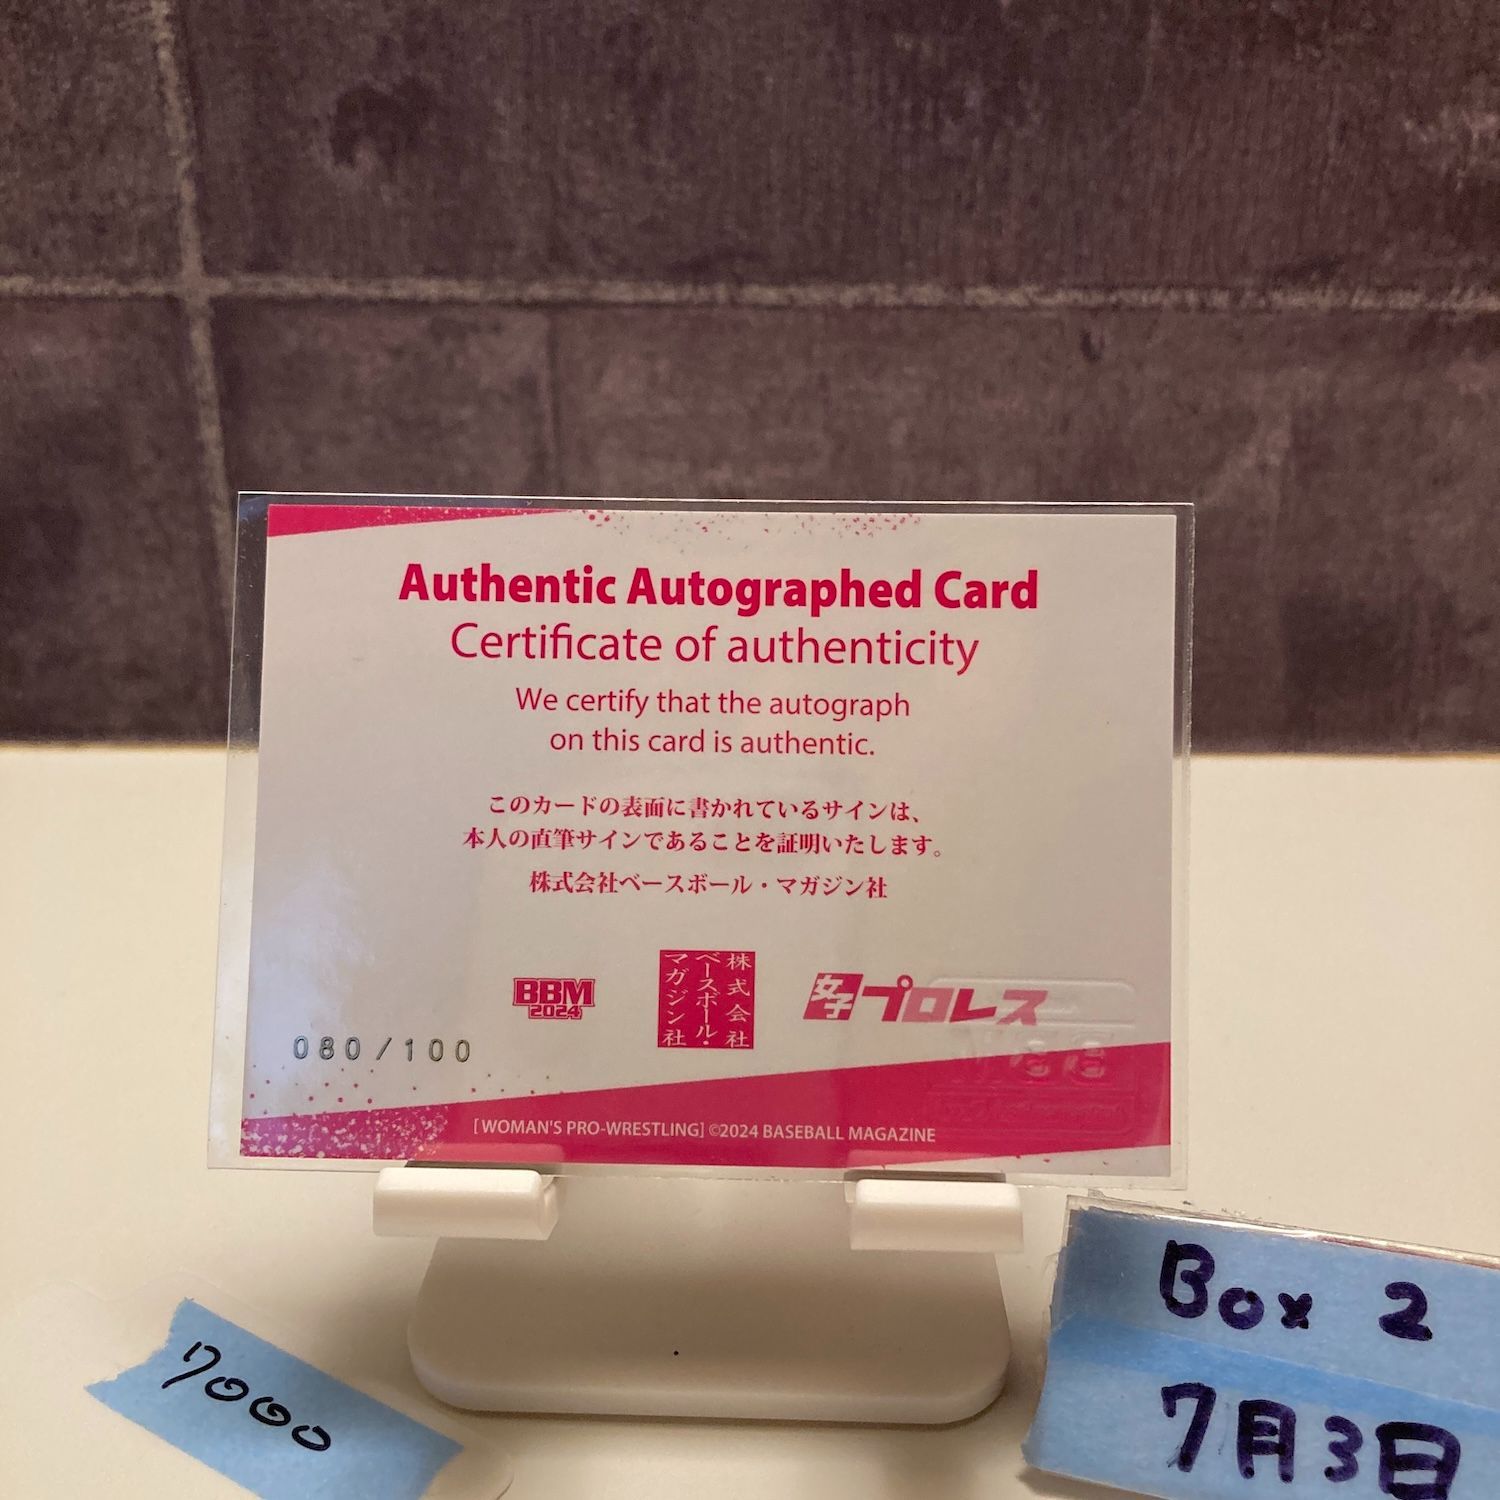 Authentic Autographed Card
Certificate of authenticity
We certify that the autograph
on this card is authentic.
このカードの表面に書かれているサインは、
本人の直筆サインであることを証明いたします。
株式会社ベースボール・マガジン社
BBM
2024
株式会社
ベースボール・
マガジン社
女子プロレス
080/100
[WOMAN'S PRO-WRESTLING] ©2024 BASEBALL MAGAZINE
7000
Box 2
7月3日